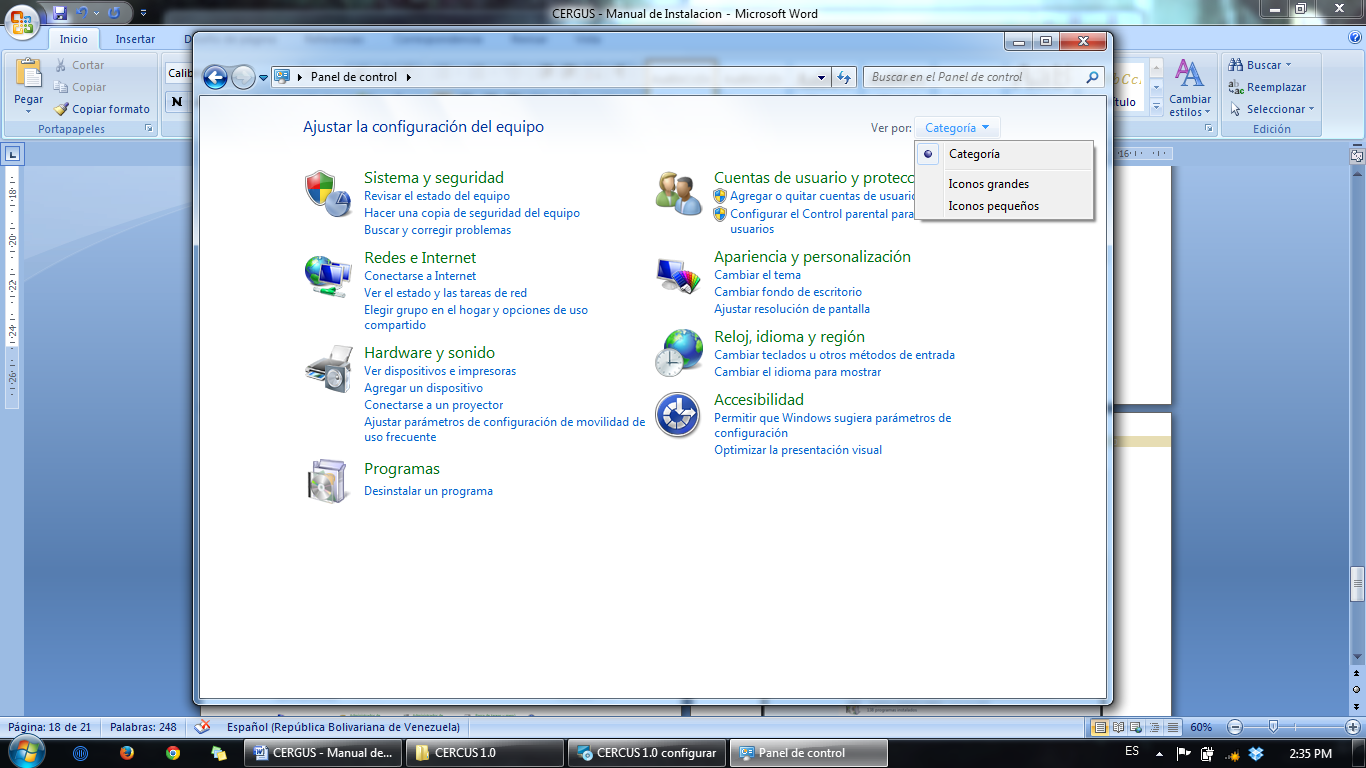 CERGUS - Manual de Instalacion - Microsoft Word
Inicio
Insertar
Pegar
Cortar
Copiar
Copiar formato
Portapapeles
Calib
N
Panel de control
Buscar en el Panel de control
tulo
Cambiar
estilos
Buscar
Reemplazar
Seleccionar
Edición
Ajustar la configuración del equipo
Ver por: Categoría
Categoría
Iconos grandes
Iconos pequeños
Sistema y seguridad
Revisar el estado del equipo
Hacer una copia de seguridad del equipo
Buscar y corregir problemas
Redes e Internet
Conectarse a Internet
Ver el estado y las tareas de red
Elegir grupo en el hogar y opciones de uso
compartido
Hardware y sonido
Ver dispositivos e impresoras
Agregar un dispositivo
Conectarse a un proyector
Ajustar parámetros de configuración de movilidad de
uso frecuente
Programas
Desinstalar un programa
Cuentas de usuario y protecc
Agregar o quitar cuentas de usuario
Configurar el Control parental para
usuarios
Apariencia y personalización
Cambiar el tema
Cambiar fondo de escritorio
Ajustar resolución de pantalla
Reloj, idioma y región
Cambiar teclados u otros métodos de entrada
Cambiar el idioma para mostrar
Accesibilidad
Permitir que Windows sugiera parámetros de
configuración
Optimizar la presentación visual
16
18
20
22
24
26
Página: 18 de 21
Palabras: 248
Español (República Bolivariana de Venezuela)
60%
CERGUS - Manual de...
CERCUS 1.0
CERCUS 1.0 configurar
Panel de control
ES
2:35 PM